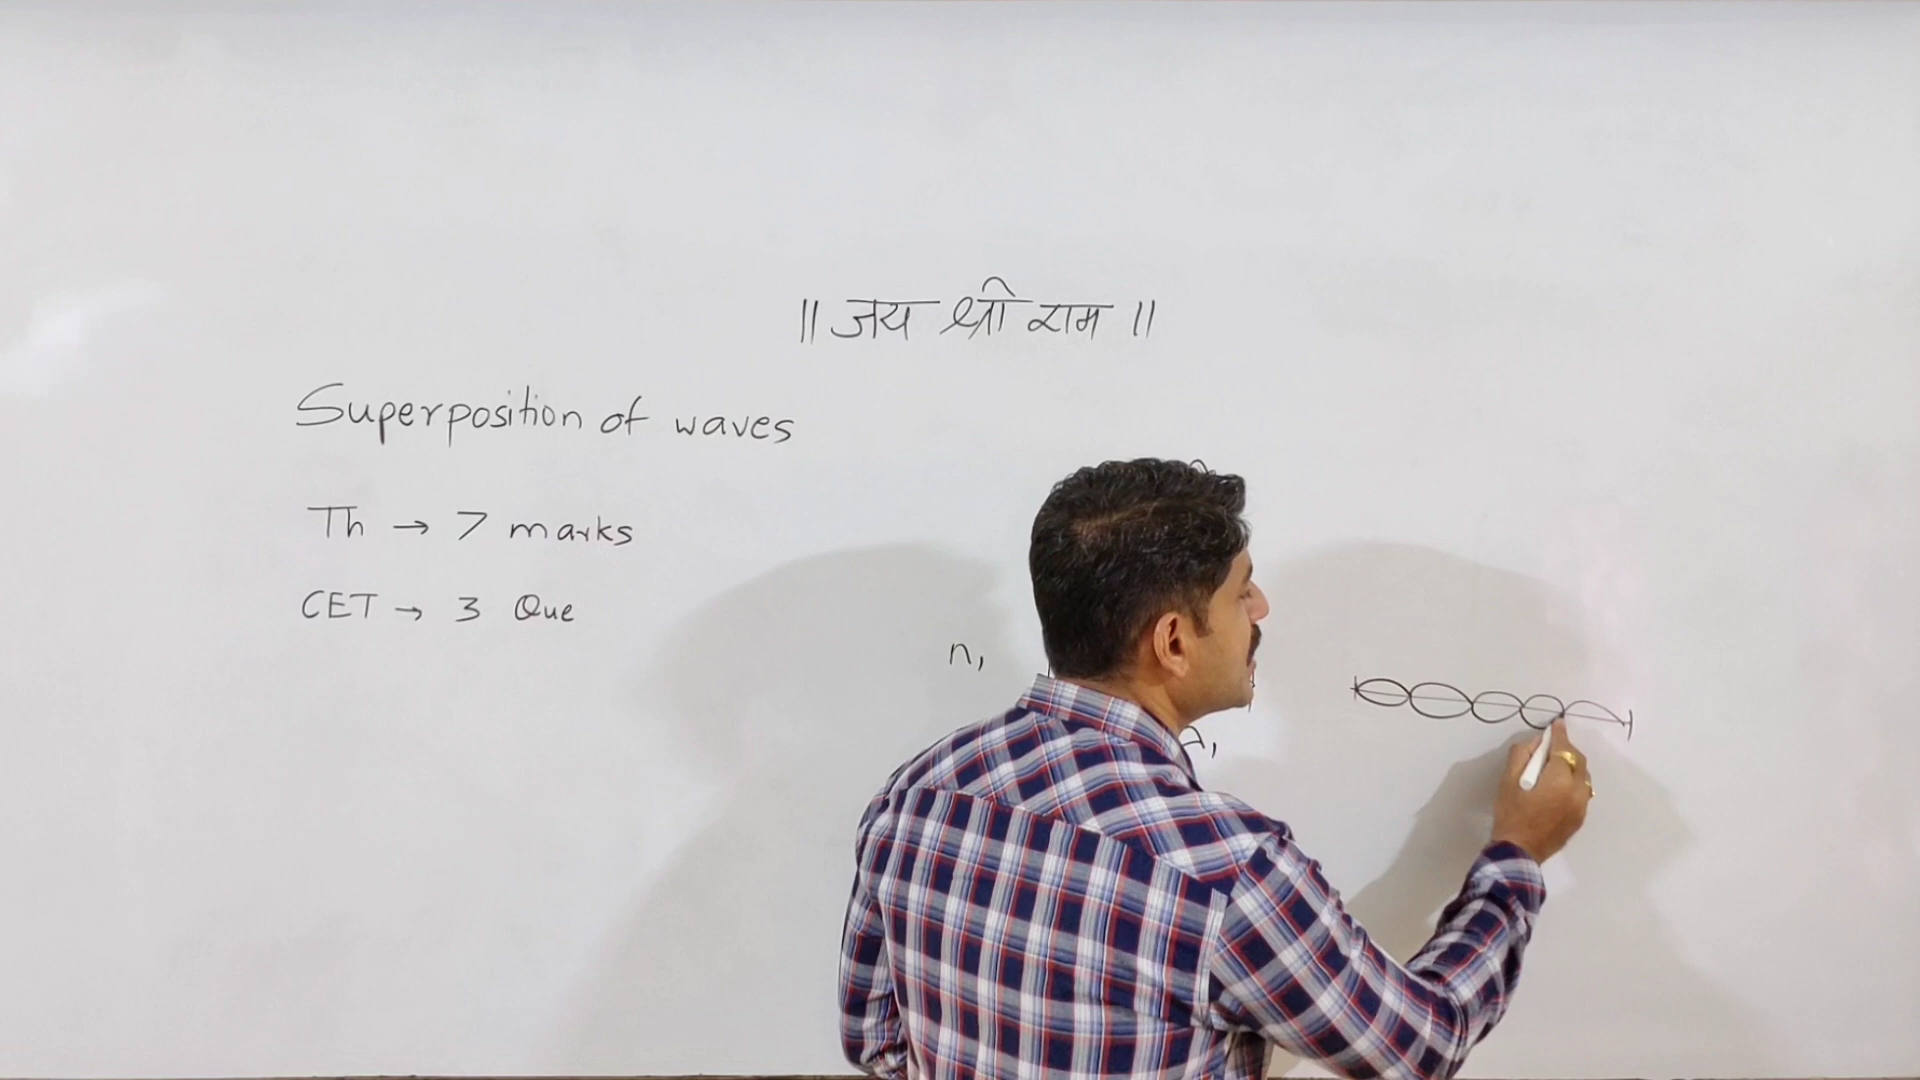 ॥ जय श्री राम ॥
Superposition of waves
Th → 7 marks
CET → 3 Que
n,